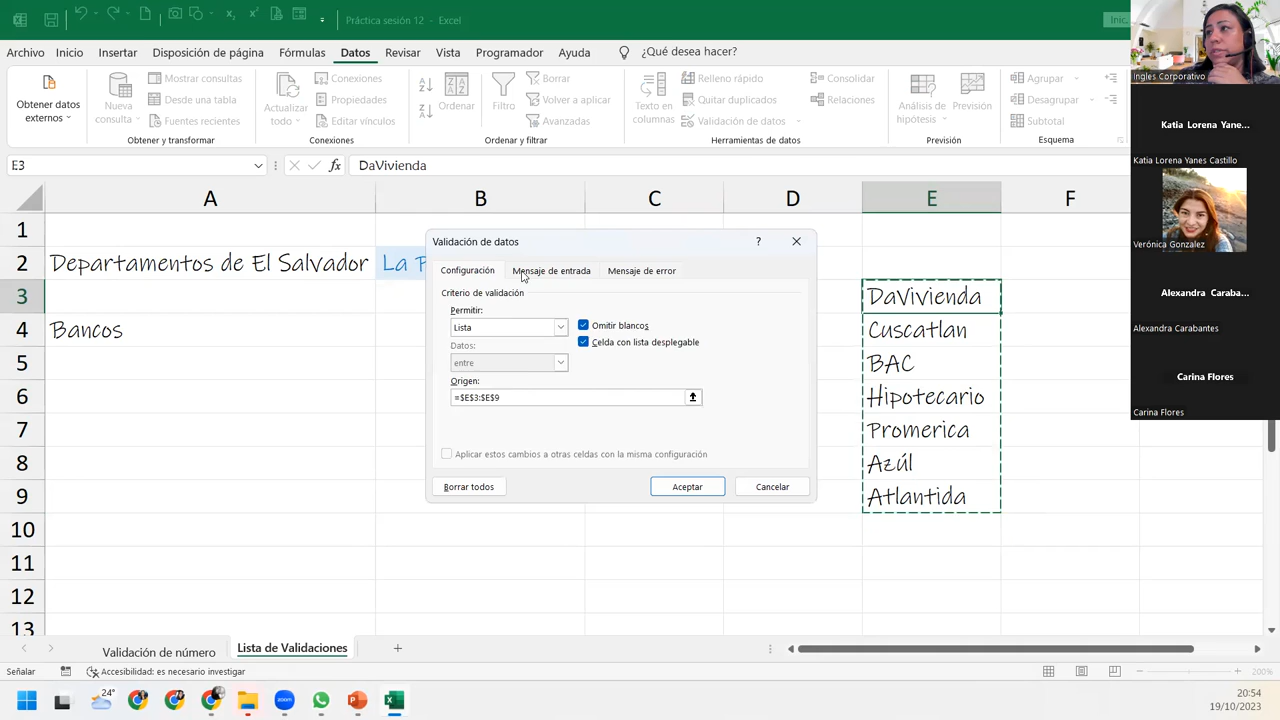 Práctica sesión 12 - Excel
Inic.
Archivo Inicio Insertar Disposición de página Fórmulas Datos Revisar Vista Programador Ayuda ¿Qué desea hacer?
Obtener datos externos
Nueva consulta
Mostrar consultas
Desde una tabla
Fuentes recientes
Obtener y transformar
Actualizar todo
Conexiones
Propiedades
Editar vínculos
Conexiones
Ordenar
Filtro
Borrar
Volver a aplicar
Avanzadas
Ordenar y filtrar
Texto en columnas
Relleno rápido
Quitar duplicados
Validación de datos
Consolidar
Relaciones
Herramientas de datos
Análisis de hipótesis
Previsión
Previsión
Agrupar
Desagrupar
Subtotal
Esquema
E3
fx
DaVivienda
A B C D E F
1
2 Departamentos de El Salvador La P
3 DaVivienda
4 Bancos Cuscatlan
5 BAC
6 Hipotecario
7 Promerica
8 Azúl
9 Atlantida
10
11
12
13
Validación de datos
?
Configuración Mensaje de entrada Mensaje de error
Criterio de validación
Permitir:
Lista
Omitir blancos
Celda con lista desplegable
Datos:
entre
Origen:
=$E$3:$E$9
Aplicar estos cambios a otras celdas con la misma configuración
Borrar todos Aceptar Cancelar
Ingles Corporativo
Katia Lorena Yane...
Katia Lorena Yanes Castillo
Verónica Gonzalez
Alexandra Caraba...
Alexandra Carabantes
Carina Flores
Carina Flores
Validación de número Lista de Validaciones
Señalar Accesibilidad: es necesario investigar 200%
24°
zoom
20:54
19/10/2023